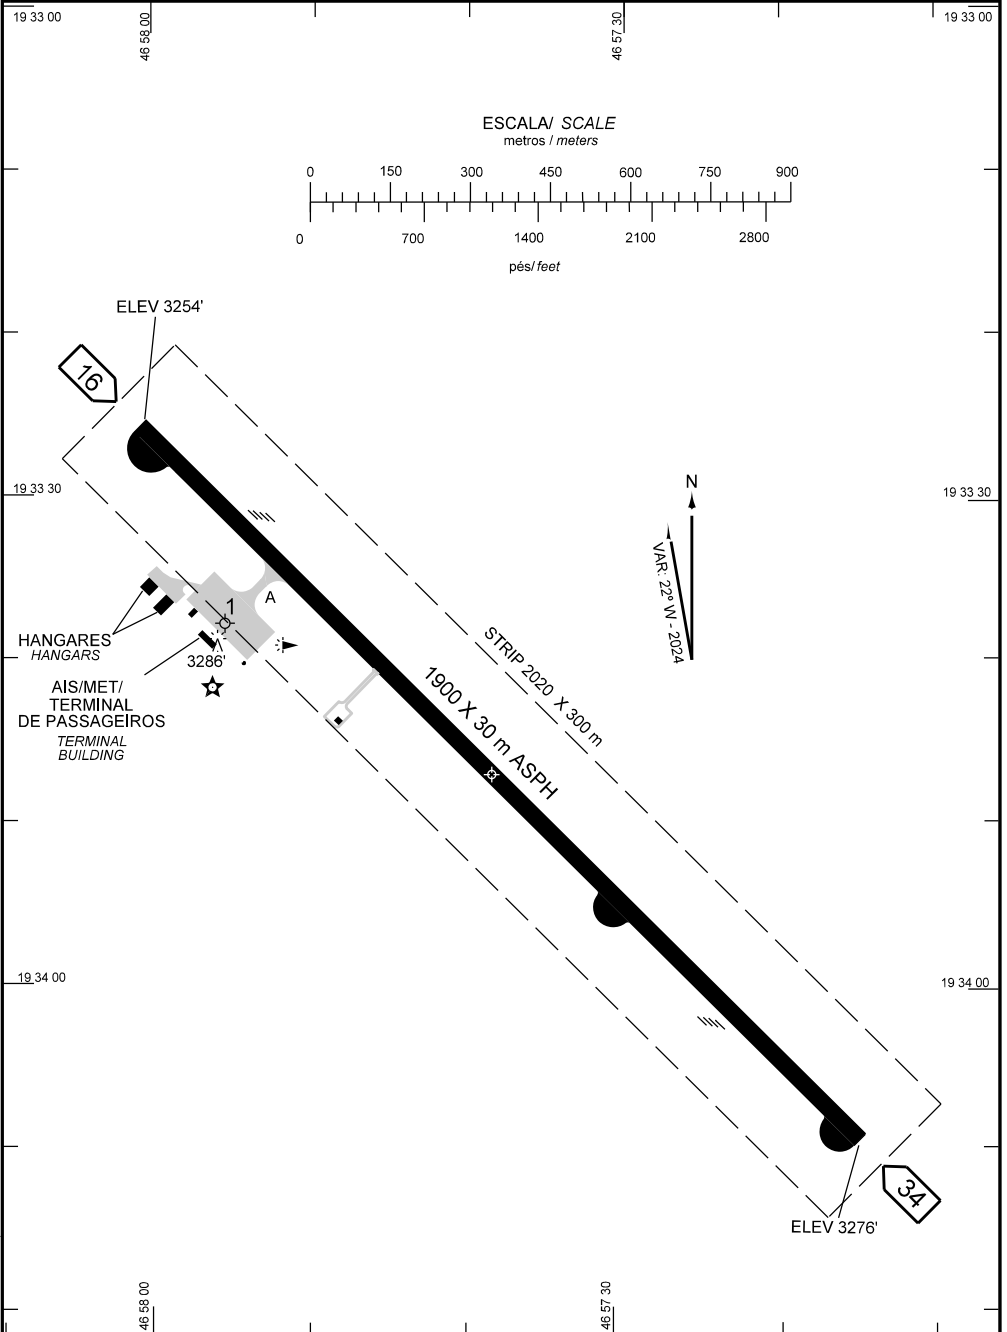 19 33 00
46 58 00
46 57 30
19 33 00
ESCALA/ SCALE
metros / meters
0 150 300 450 600 750 900
0 700 1400 2100 2800
pés/feet
ELEV 3254'
16
19 33 30
19 33 30
N
VAR: 22° W - 2024
A
1
HANGARES
HANGARS
3286'
AIS/MET/
TERMINAL
DE PASSAGEIROS
TERMINAL
BUILDING
STRIP 2020 X 300 m
1900 X 30 m ASPH
19 34 00
19 34 00
34
ELEV 3276'
46 58 00
46 57 30